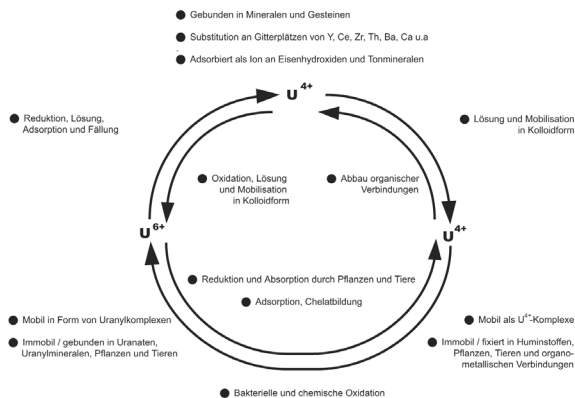 Gebunden in Mineralen und Gesteinen
Substitution an Gitterplätzen von Y, Ce, Zr, Th, Ba, Ca u.a
Adsorbiert als Ion an Eisenhydroxiden und Tonmineralen
U4+
Reduktion, Lösung,
Adsorption und Fällung
Lösung und Mobilisation
in Kolloidform
Oxidation, Lösung
und Mobilisation
in Kolloidform
Abbau organischer
Verbindungen
U6+
U4+
Reduktion und Absorption durch Pflanzen und Tiere
Adsorption, Chelatbildung
Mobil in Form von Uranylkomplexen
Immobil / gebunden in Uranaten,
Uranylmineralen, Pflanzen und Tieren
Mobil als U4+-Komplexe
Immobil / fixiert in Huminstoffen,
Pflanzen, Tieren und organo-
metallischen Verbindungen
Bakterielle und chemische Oxidation